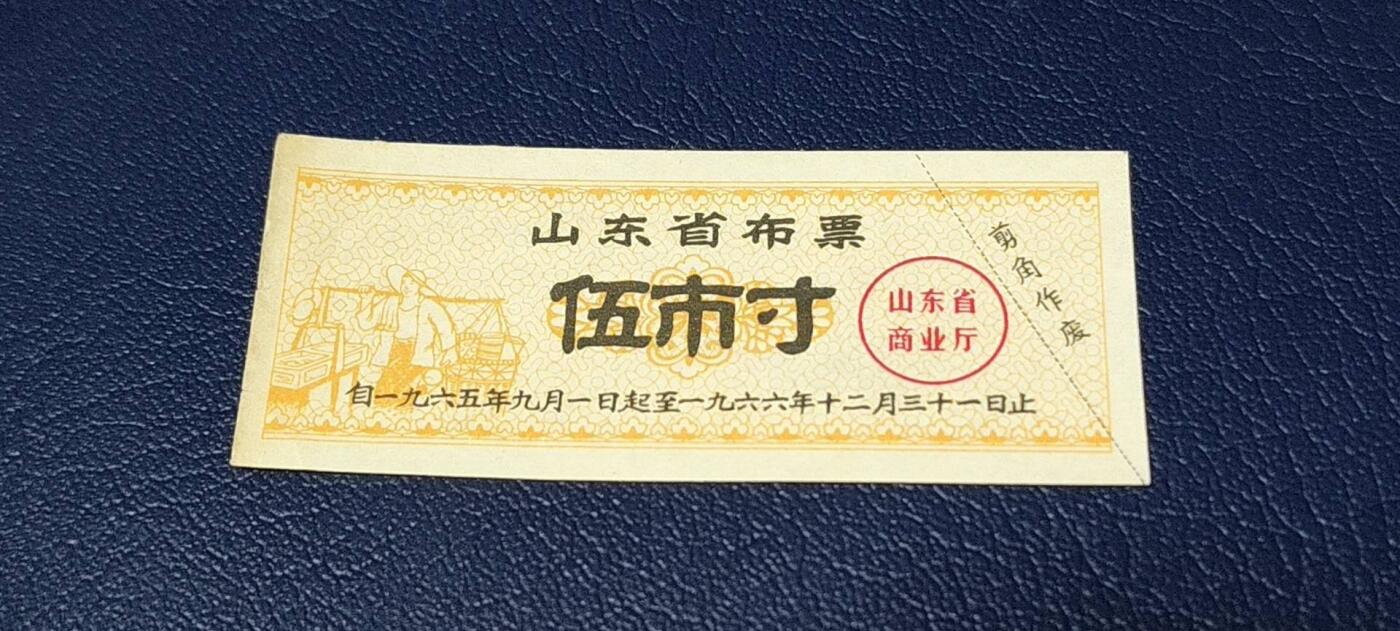 山东省布票
伍市寸
山东省
商业厅
剪角作废
自一九六五年九月一日起至一九六六年十二月三十一日止